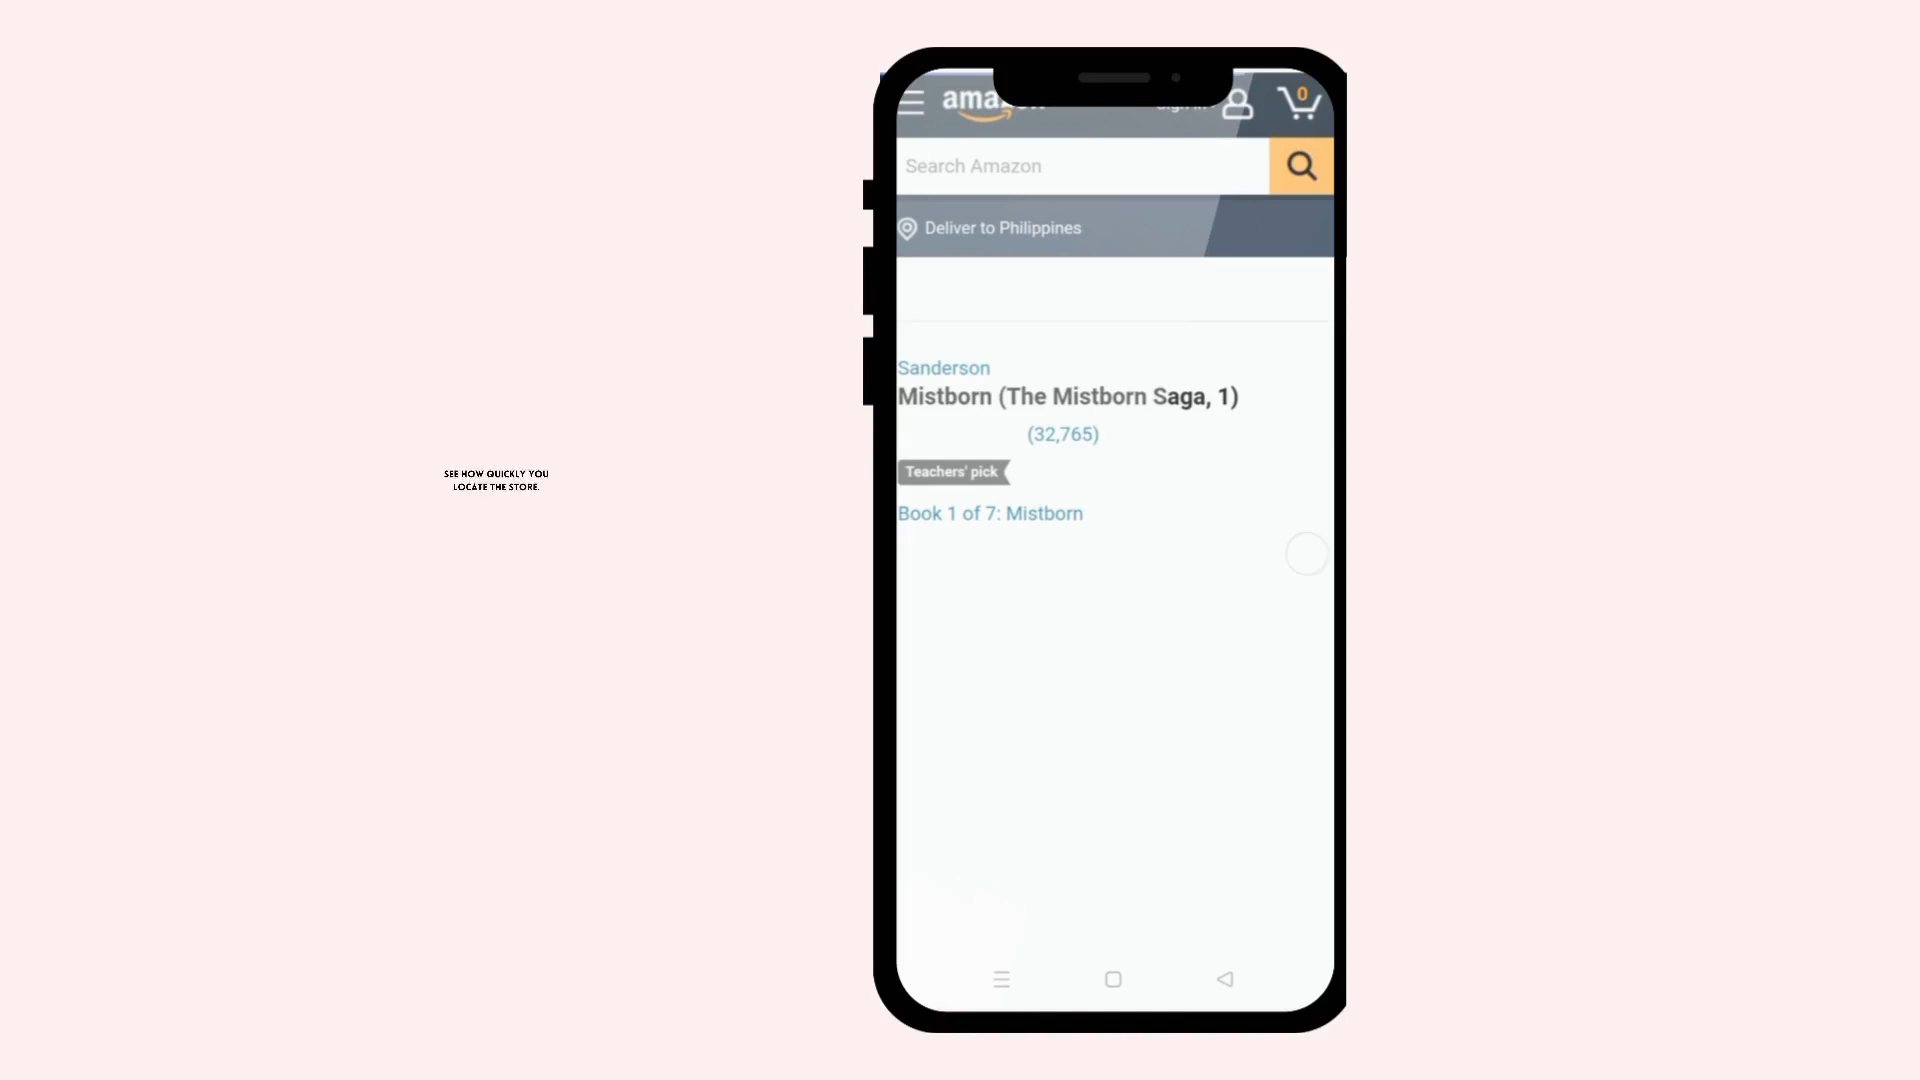 SEE HOW QUICKLY YOU
LOCATE THE STORE.
0
Search Amazon
Deliver to Philippines
Sanderson
Mistborn (The Mistborn Saga, 1)
(32,765)
Teachers' pick
Book 1 of 7: Mistborn